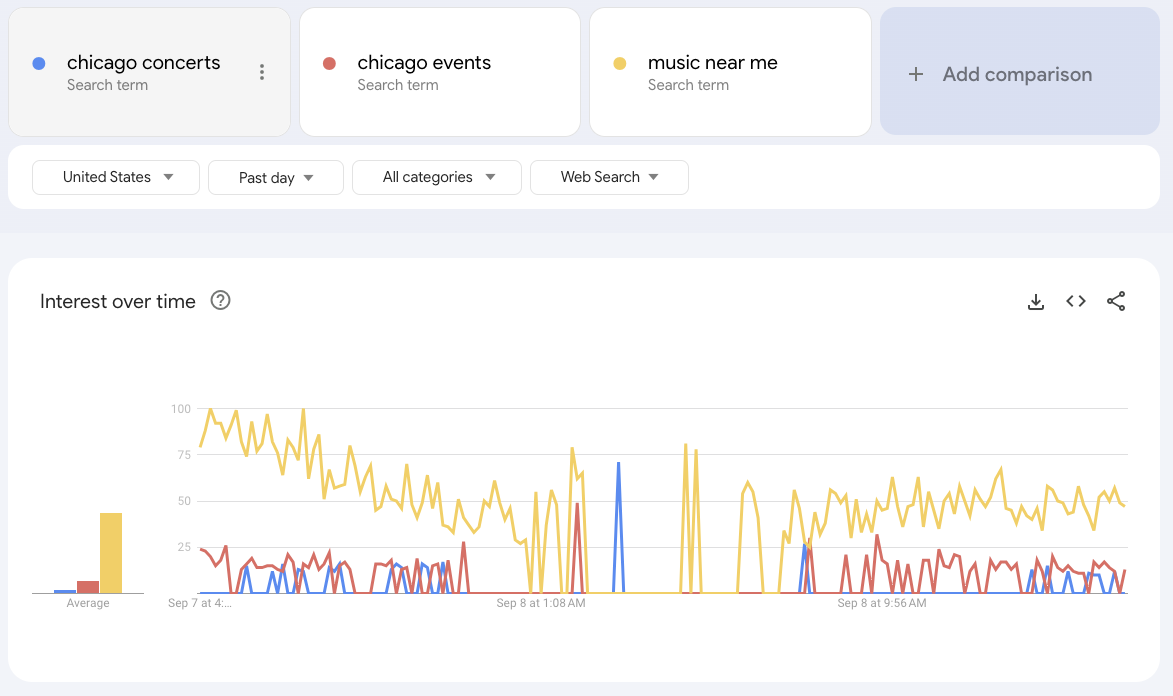 chicago concerts
Search term
chicago events
Search term
music near me
Search term
+ Add comparison
United States
Past day
All categories
Web Search
Interest over time
?
100
75
50
25
Average
Sep 7 at 4:...
Sep 8 at 1:08 AM
Sep 8 at 9:56 AM